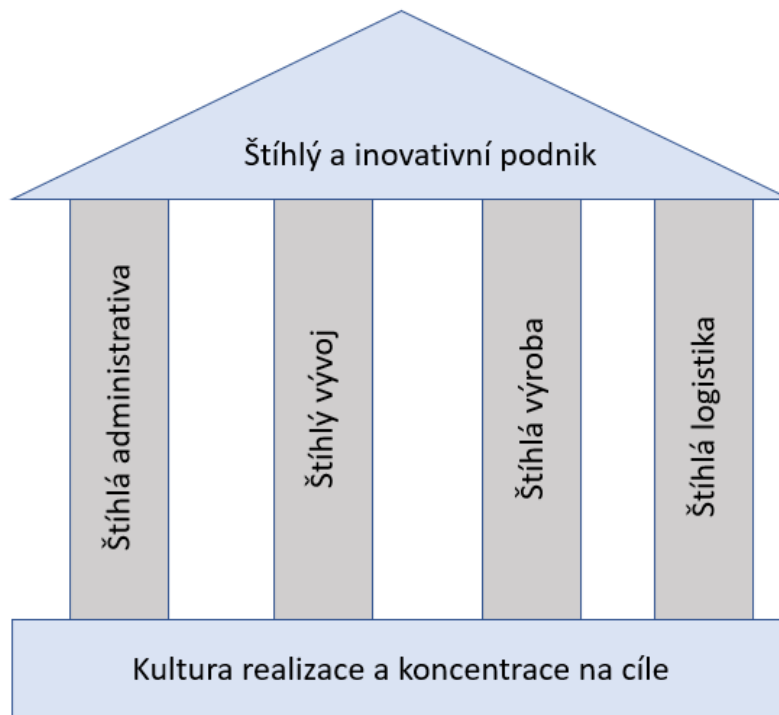 Štíhlý a inovativní podnik
Štíhlá administrativa
Štíhlý vývoj
Štíhlá výroba
Štíhlá logistika
Kultura realizace a koncentrace na cíle